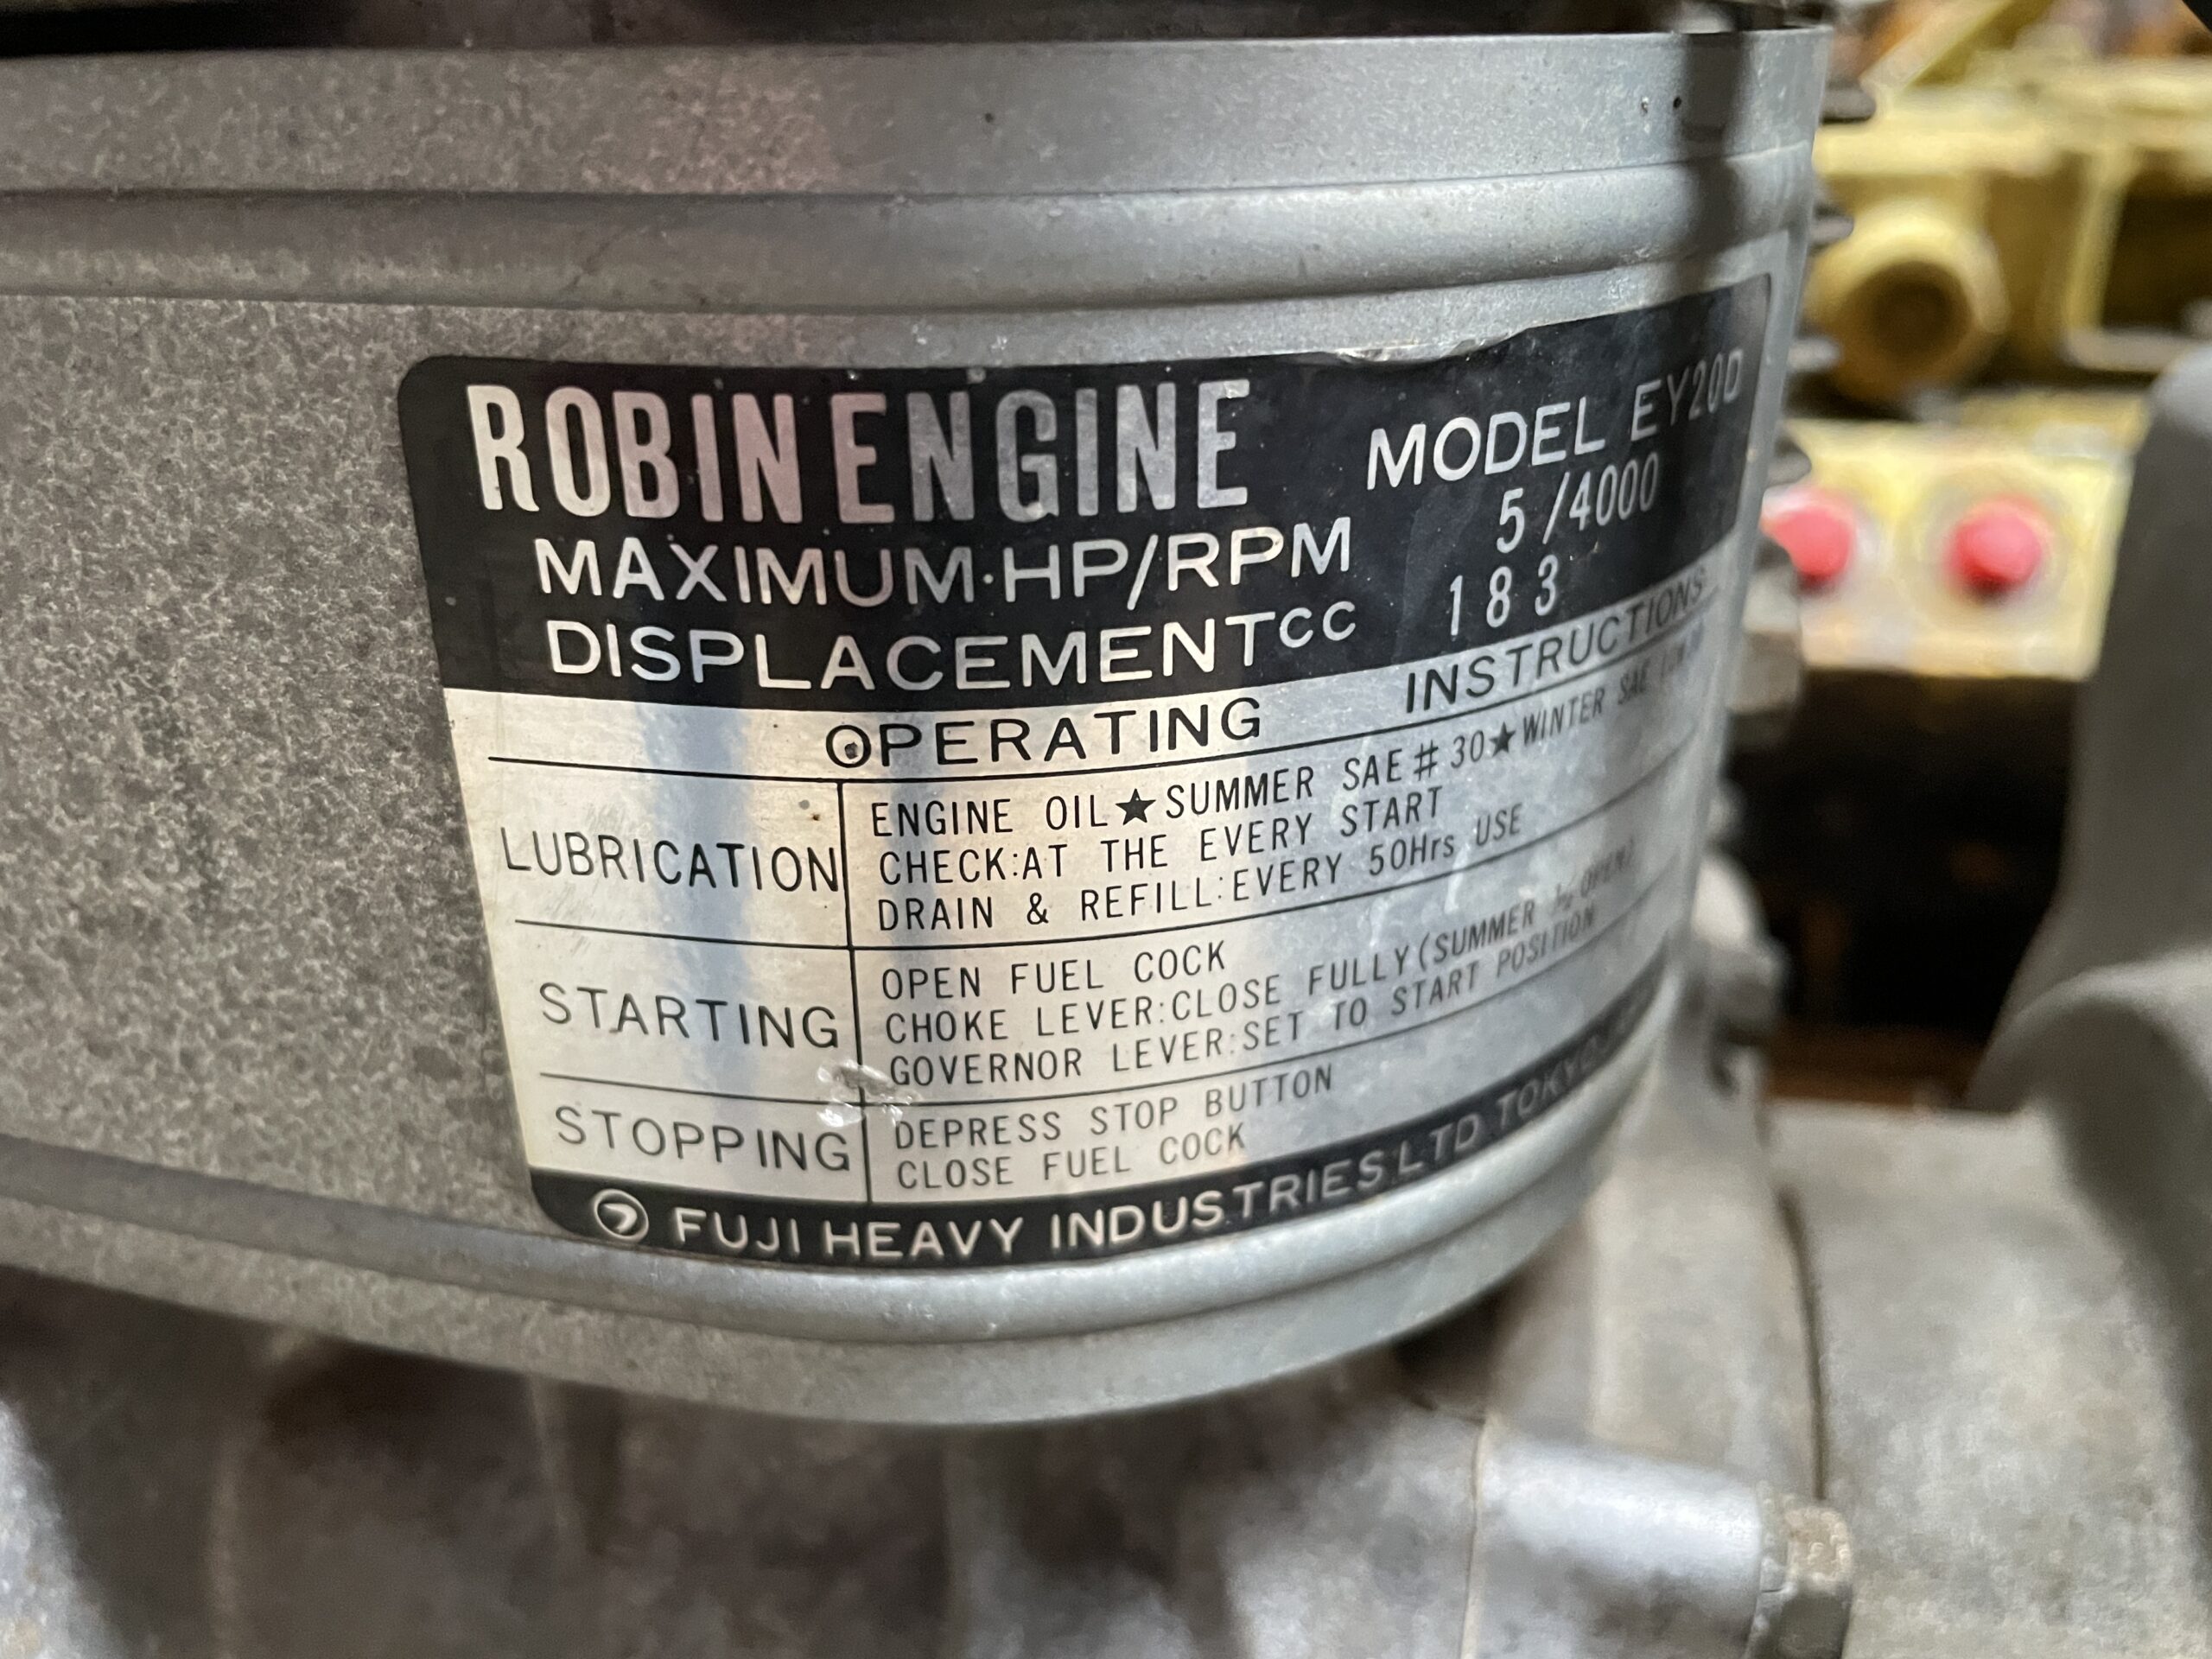 ROBIN ENGINE MODEL EY20D
MAXIMUM·HP/RPM 5/4000
DISPLACEMENTCC 183
OPERATING INSTRUCTIONS
LUBRICATION
ENGINE OIL★SUMMER SAE#30★WINTER SAE
CHECK:AT THE EVERY START
DRAIN & REFILL:EVERY 50Hrs USE
STARTING
OPEN FUEL COCK
CHOKE LEVER:CLOSE FULLY(SUMMER ½ OPEN)
GOVERNOR LEVER:SET TO START POSITION
STOPPING
DEPRESS STOP BUTTON
CLOSE FUEL COCK
FUJI HEAVY INDUSTRIES LTD TOKYO